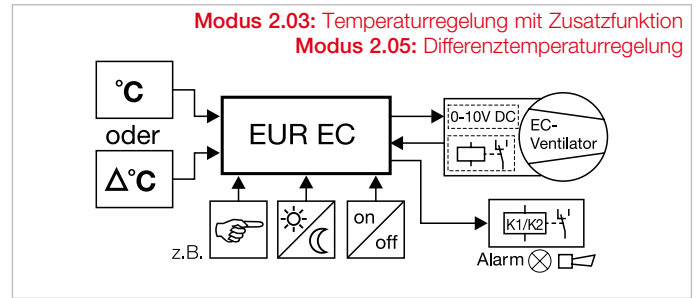 Modus 2.03: Temperaturregelung mit Zusatzfunktion
Modus 2.05: Differenztemperaturregelung
°C
oder
Δ°C
EUR EC
0-10V DC
EC-
Ventilator
z.B.
on
off
K1/K2
Alarm